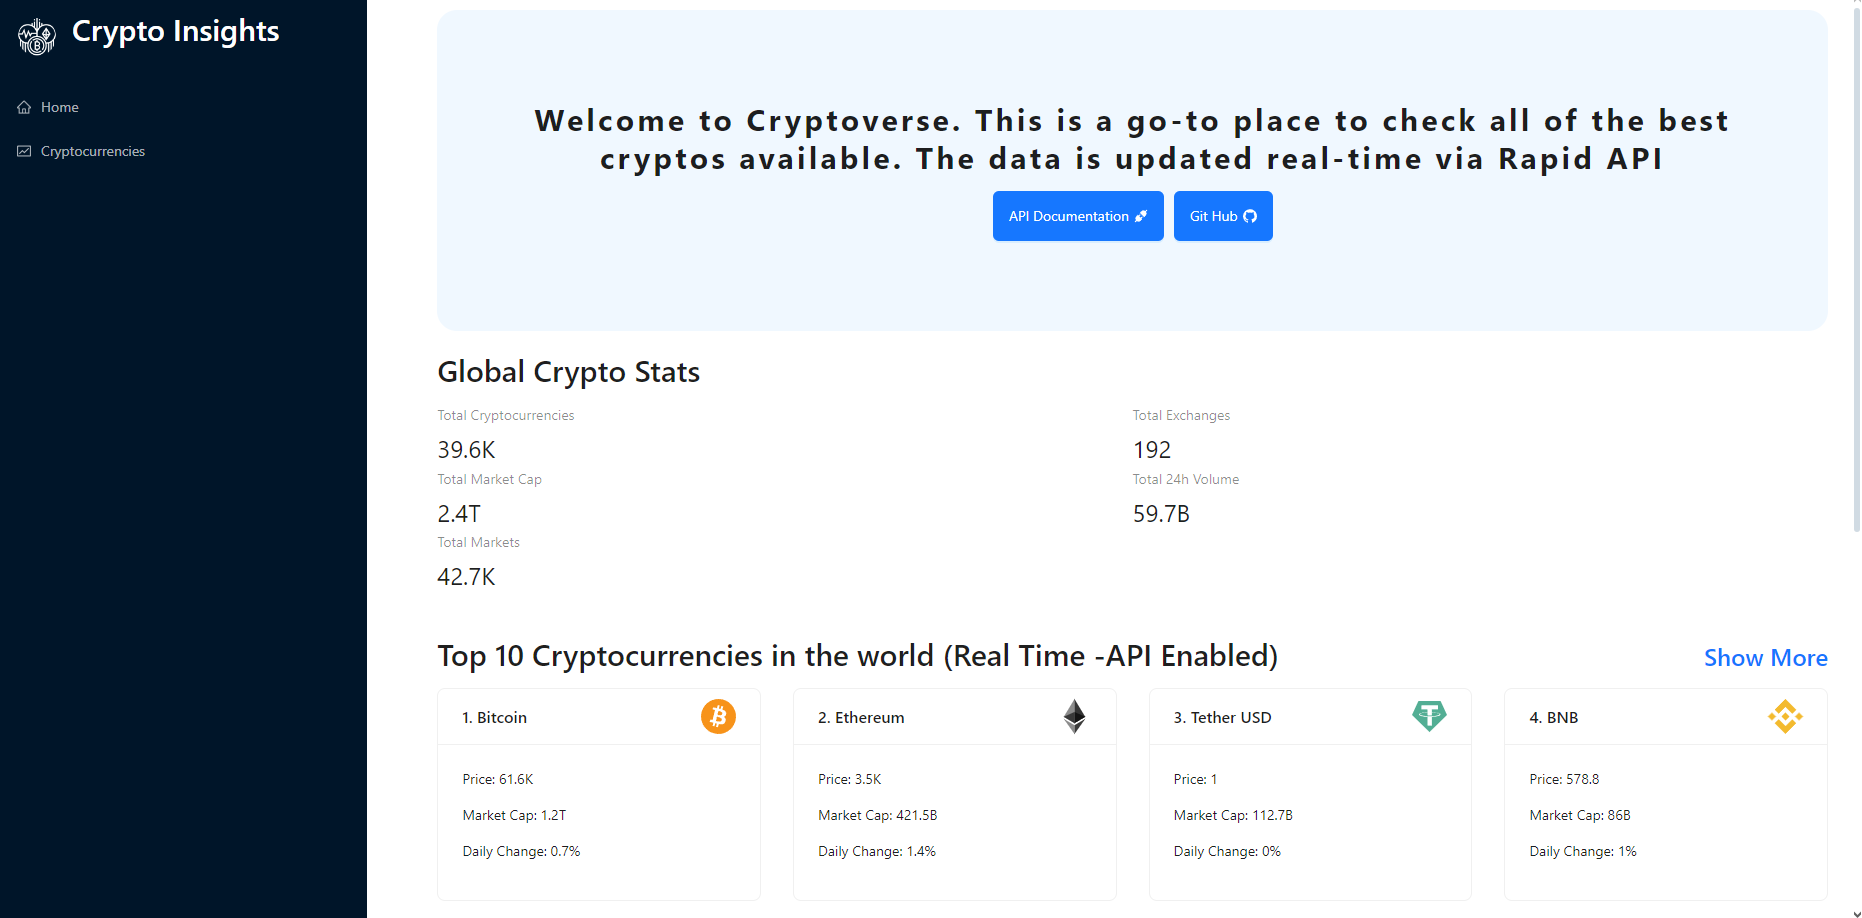 Crypto Insights
Home
Cryptocurrencies
Welcome to Cryptoverse. This is a go-to place to check all of the best
cryptos available. The data is updated real-time via Rapid API
API Documentation
Git Hub
Global Crypto Stats
Total Cryptocurrencies
39.6K
Total Exchanges
192
Total Market Cap
2.4T
Total 24h Volume
59.7B
Total Markets
42.7K
Top 10 Cryptocurrencies in the world (Real Time -API Enabled)
Show More
1. Bitcoin
Price: 61.6K
Market Cap: 1.2T
Daily Change: 0.7%
2. Ethereum
Price: 3.5K
Market Cap: 421.5B
Daily Change: 1.4%
3. Tether USD
Price: 1
Market Cap: 112.7B
Daily Change: 0%
4. BNB
Price: 578.8
Market Cap: 86B
Daily Change: 1%